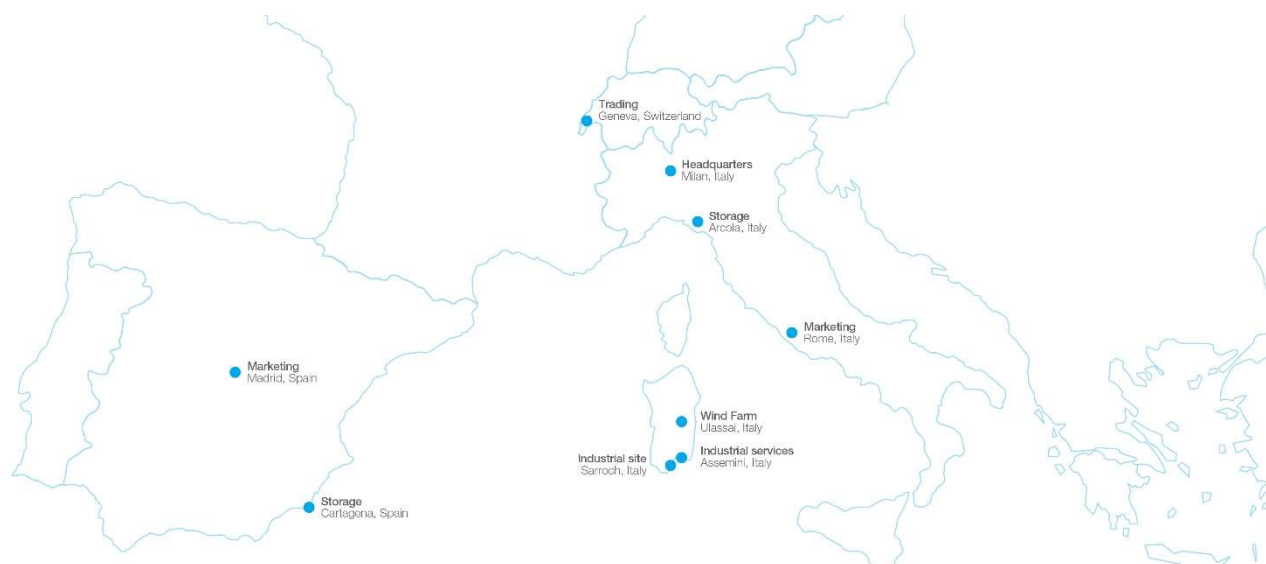 Trading
Geneva, Switzerland
Headquarters
Milan, Italy
Storage
Arcola, Italy
Marketing
Rome, Italy
Marketing
Madrid, Spain
Wind Farm
Ulassai, Italy
Industrial services
Assemini, Italy
Industrial site
Sarroch, Italy
Storage
Cartagena, Spain